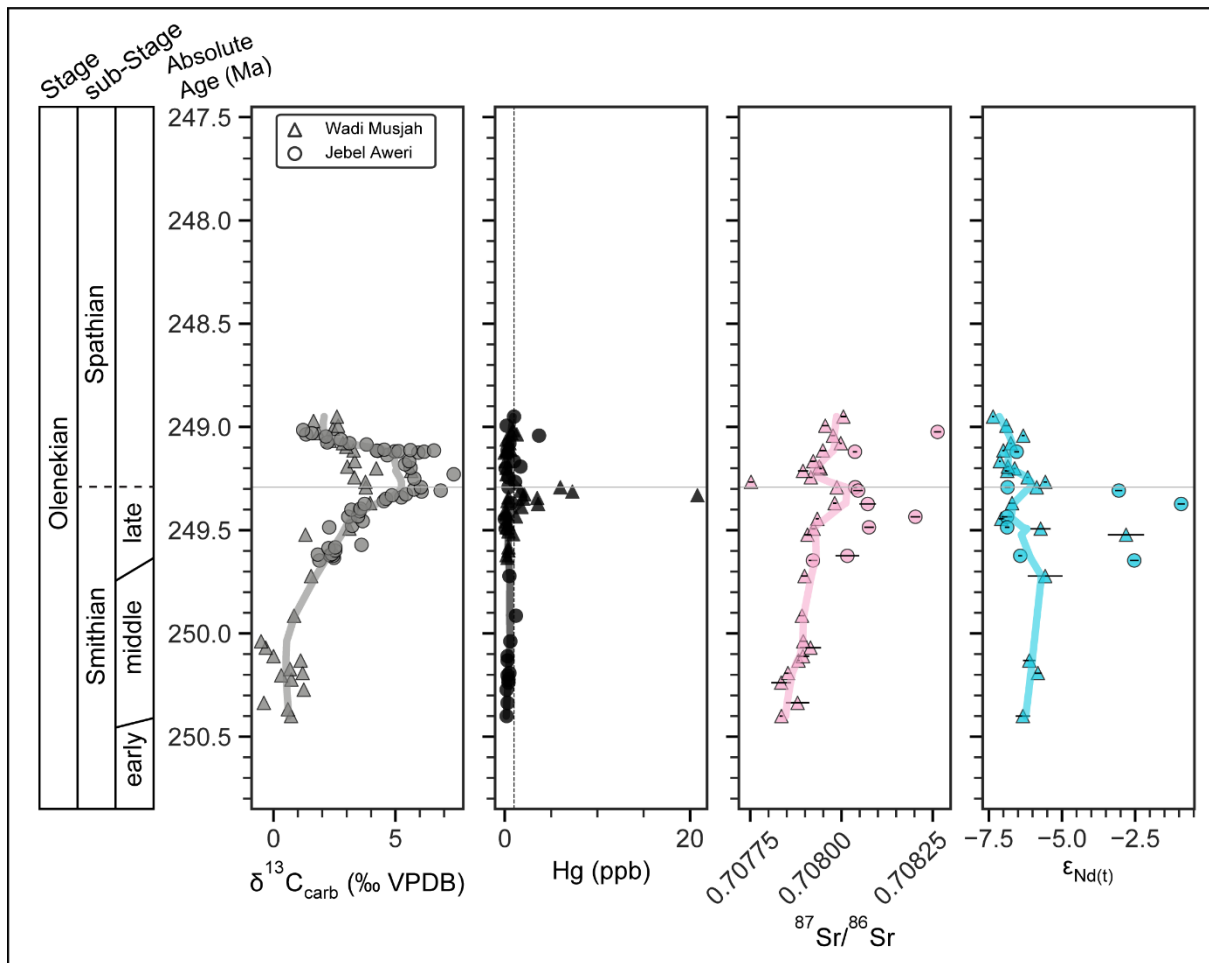 Stage
sub-Stage
Absolute
Age (Ma)
Olenekian
Spathian
Smithian
late
middle
early
247.5
248.0
248.5
249.0
249.5
250.0
250.5
Wadi Musjah
Jebel Aweri
0
5
δ¹³C_carb (‰ VPDB)
0
20
Hg (ppb)
0.70775
0.70800
0.70825
⁸⁷Sr/⁸⁶Sr
−7.5
−5.0
−2.5
ε_Nd(t)